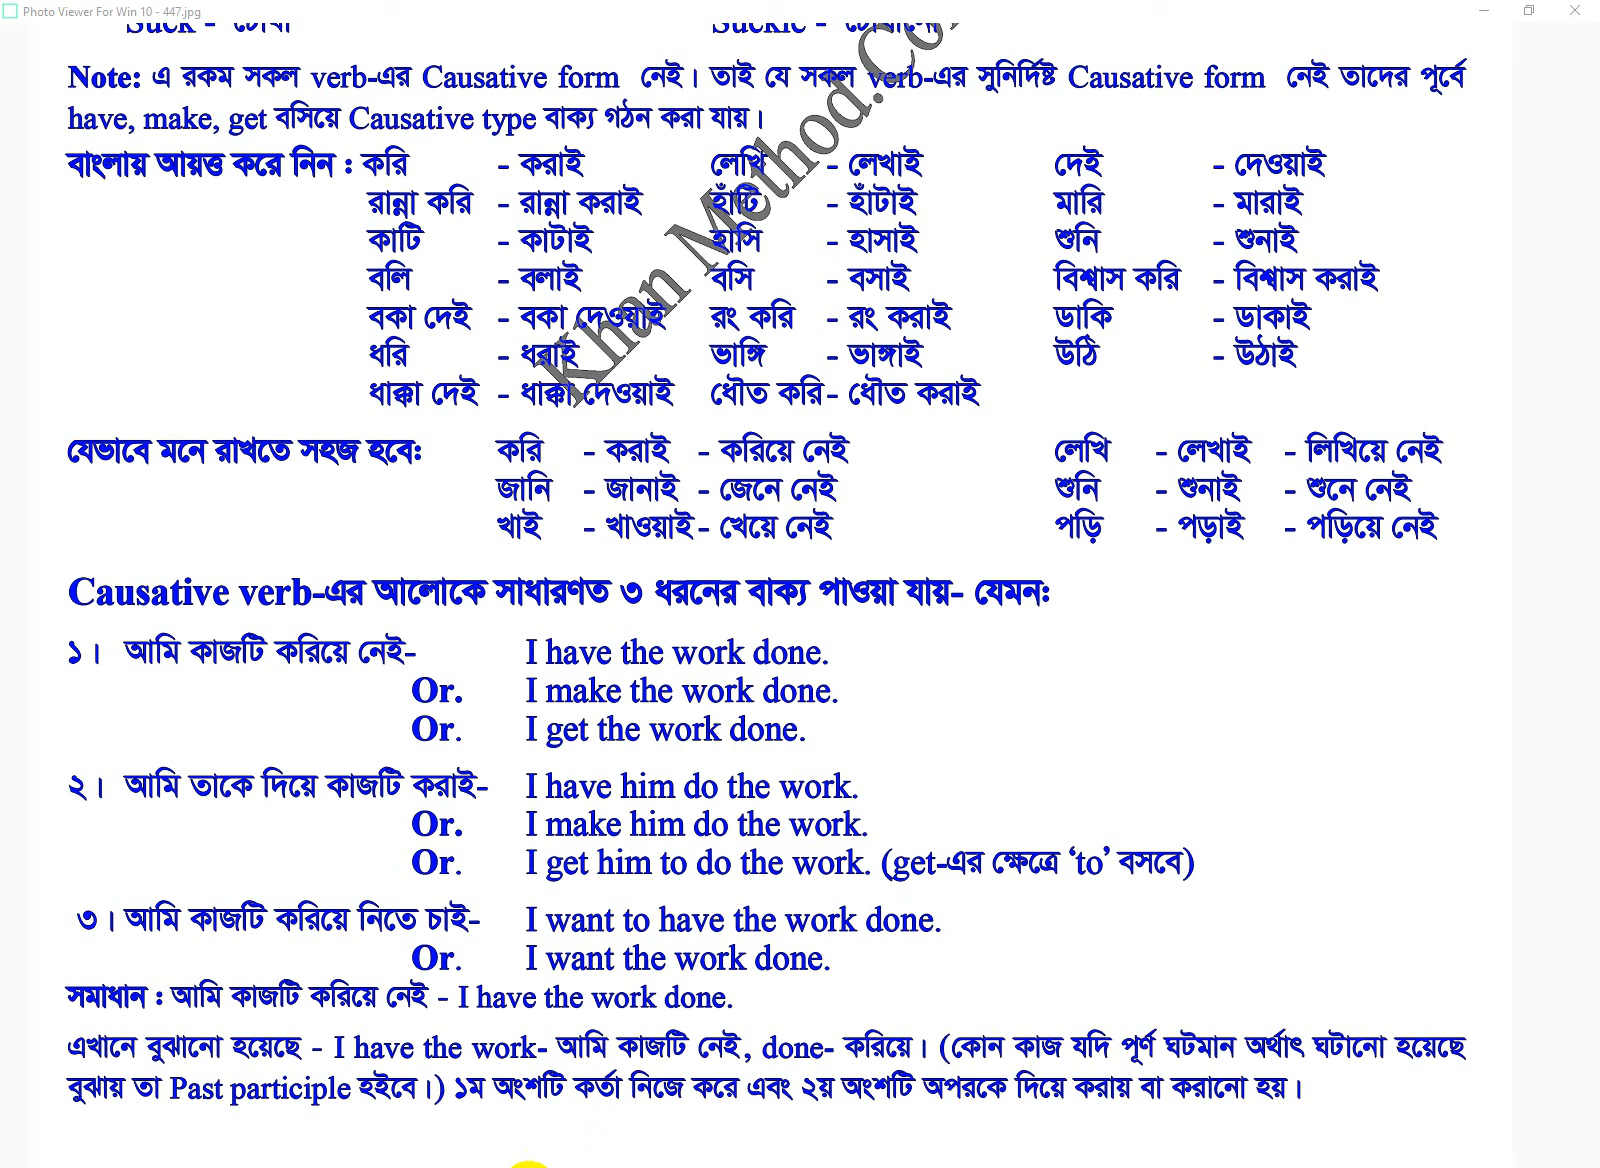 Photo Viewer For Win 10 - 447.jpg
Suck - চোষা Suckle - চোষানো
Note: এ রকম সকল verb-এর Causative form নেই। তাই যে সকল verb-এর সুনির্দিষ্ট Causative form নেই তাদের পূর্বে
have, make, get বসিয়ে Causative type বাক্য গঠন করা যায়।
বাংলায় আয়ত্ত করে নিন : করি - করাই লেখি - লেখাই দেই - দেওয়াই
রান্না করি - রান্না করাই হাঁটি - হাঁটাই মারি - মারাই
কাটি - কাটাই হাসি - হাসাই শুনি - শুনাই
বলি - বলাই বসি - বসাই বিশ্বাস করি - বিশ্বাস করাই
বকা দেই - বকা দেওয়াই রং করি - রং করাই ডাকি - ডাকাই
ধরি - ধরাই ভাঙ্গি - ভাঙ্গাই উঠি - উঠাই
ধাক্কা দেই - ধাক্কা দেওয়াই ধৌত করি - ধৌত করাই
Khan Method.Co
যেভাবে মনে রাখতে সহজ হবে: করি - করাই - করিয়ে নেই লেখি - লেখাই - লিখিয়ে নেই
জানি - জানাই - জেনে নেই শুনি - শুনাই - শুনে নেই
খাই - খাওয়াই - খেয়ে নেই পড়ি - পড়াই - পড়িয়ে নেই
Causative verb-এর আলোকে সাধারণত ৩ ধরনের বাক্য পাওয়া যায়- যেমন:
১। আমি কাজটি করিয়ে নেই- I have the work done.
Or. I make the work done.
Or. I get the work done.
২। আমি তাকে দিয়ে কাজটি করাই- I have him do the work.
Or. I make him do the work.
Or. I get him to do the work. (get-এর ক্ষেত্রে ‘to’ বসবে)
৩। আমি কাজটি করিয়ে নিতে চাই- I want to have the work done.
Or. I want the work done.
সমাধান : আমি কাজটি করিয়ে নেই - I have the work done.
এখানে বুঝানো হয়েছে - I have the work- আমি কাজটি নেই, done- করিয়ে। (কোন কাজ যদি পূর্ণ ঘটমান অর্থাৎ ঘটানো হয়েছে
বুঝায় তা Past participle হইবে।) ১ম অংশটি কর্তা নিজে করে এবং ২য় অংশটি অপরকে দিয়ে করায় বা করানো হয়।